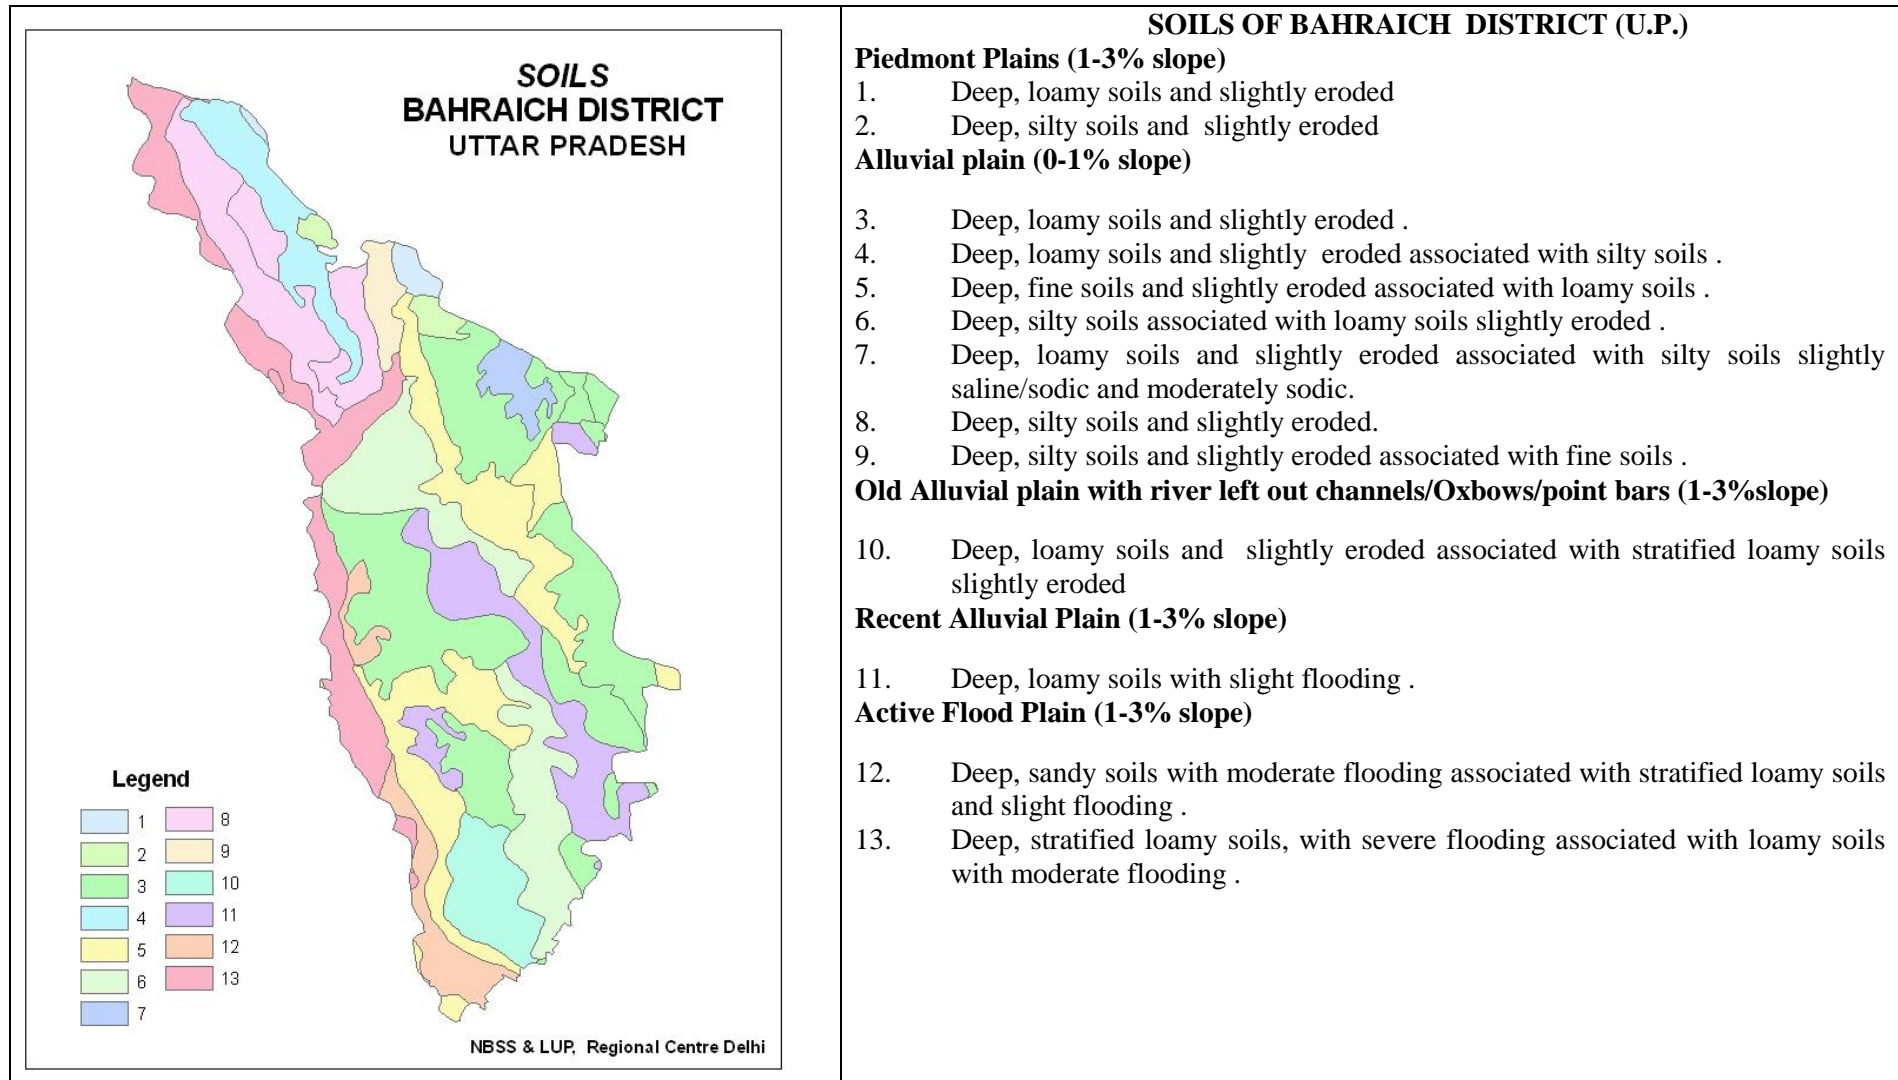 SOILS
BAHRAICH DISTRICT
UTTAR PRADESH
Legend
1
2
3
4
5
6
7
8
9
10
11
12
13
NBSS & LUP, Regional Centre Delhi
SOILS OF BAHRAICH DISTRICT (U.P.)
Piedmont Plains (1-3% slope)
1. Deep, loamy soils and slightly eroded
2. Deep, silty soils and slightly eroded
Alluvial plain (0-1% slope)
3. Deep, loamy soils and slightly eroded .
4. Deep, loamy soils and slightly eroded associated with silty soils .
5. Deep, fine soils and slightly eroded associated with loamy soils .
6. Deep, silty soils associated with loamy soils slightly eroded .
7. Deep, loamy soils and slightly eroded associated with silty soils slightly
saline/sodic and moderately sodic.
8. Deep, silty soils and slightly eroded.
9. Deep, silty soils and slightly eroded associated with fine soils .
Old Alluvial plain with river left out channels/Oxbows/point bars (1-3%slope)
10. Deep, loamy soils and slightly eroded associated with stratified loamy soils
slightly eroded
Recent Alluvial Plain (1-3% slope)
11. Deep, loamy soils with slight flooding .
Active Flood Plain (1-3% slope)
12. Deep, sandy soils with moderate flooding associated with stratified loamy soils
and slight flooding .
13. Deep, stratified loamy soils, with severe flooding associated with loamy soils
with moderate flooding .